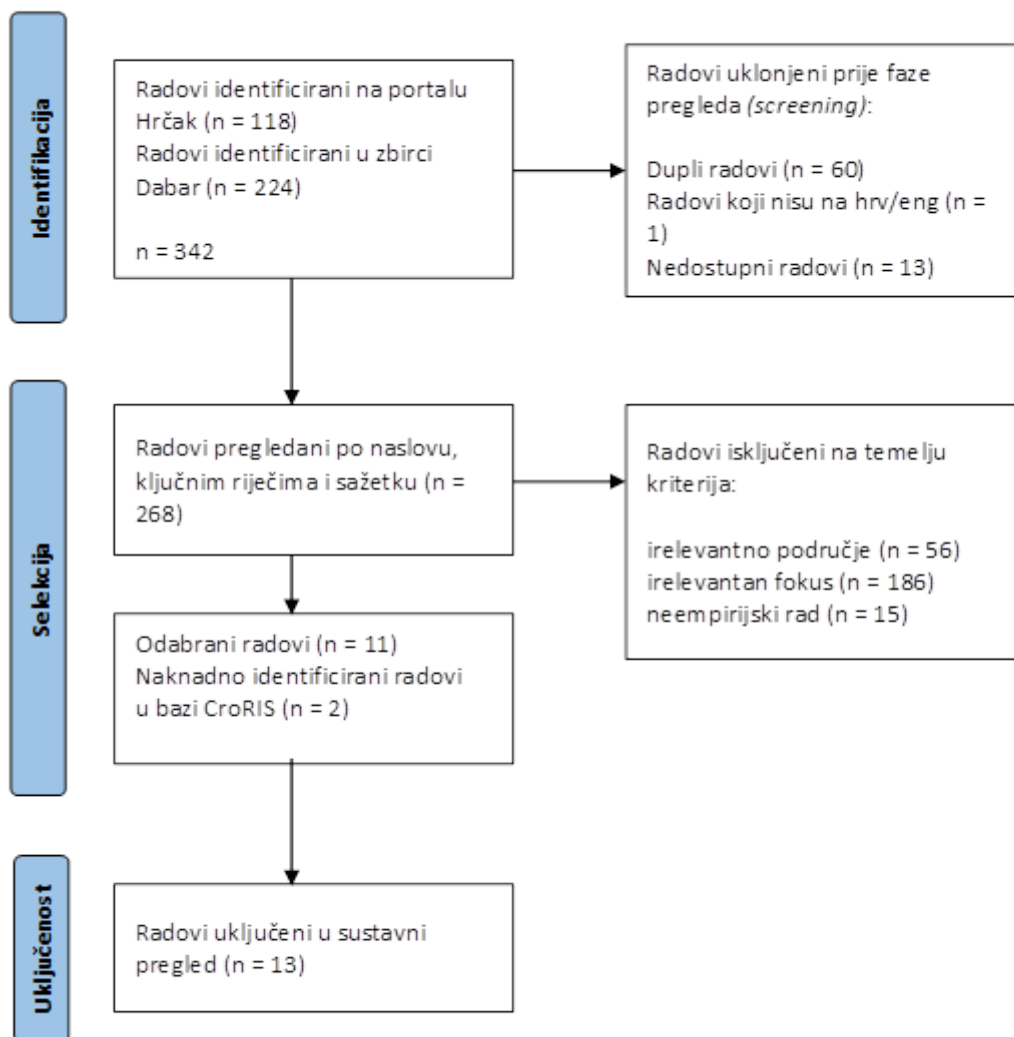 Identifikacija
Radovi identificirani na portalu
Hrčak (n = 118)
Radovi identificirani u zbirci
Dabar (n = 224)
n = 342
Radovi uklonjeni prije faze
pregleda (screening):
Dupli radovi (n = 60)
Radovi koji nisu na hrv/eng (n =
1)
Nedostupni radovi (n = 13)
Selekcija
Radovi pregledani po naslovu,
ključnim riječima i sažetku (n =
268)
Radovi isključeni na temelju
kriterija:
irelevantno područje (n = 56)
irelevantan fokus (n = 186)
neempirijski rad (n = 15)
Odabrani radovi (n = 11)
Naknadno identificirani radovi
u bazi CroRIS (n = 2)
Uključenost
Radovi uključeni u sustavni
pregled (n = 13)